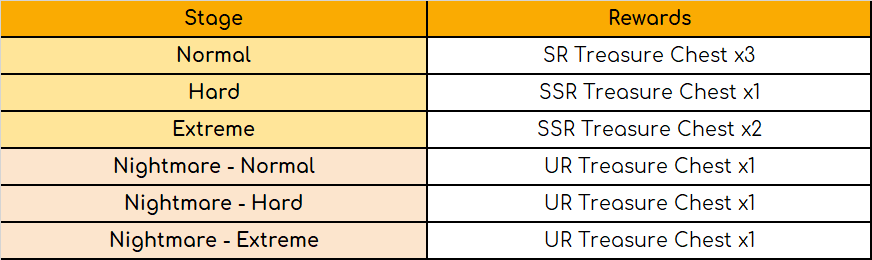 Stage Rewards
Normal SR Treasure Chest x3
Hard SSR Treasure Chest x1
Extreme SSR Treasure Chest x2
Nightmare - Normal UR Treasure Chest x1
Nightmare - Hard UR Treasure Chest x1
Nightmare - Extreme UR Treasure Chest x1